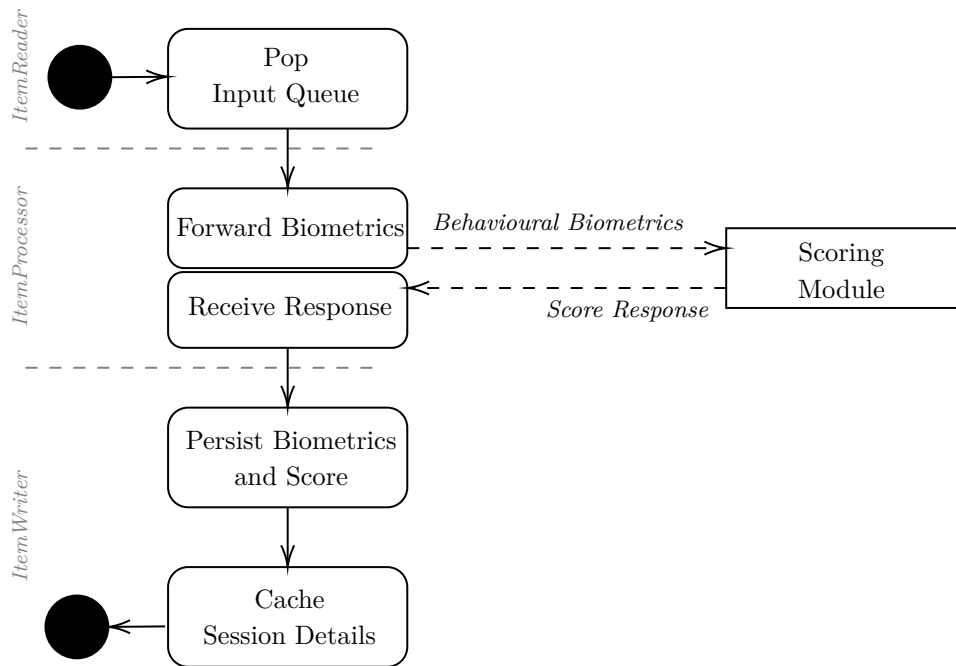 ItemReader
Pop
Input Queue
ItemProcessor
Forward Biometrics
Behavioural Biometrics
Scoring
Module
Receive Response
Score Response
ItemWriter
Persist Biometrics
and Score
Cache
Session Details